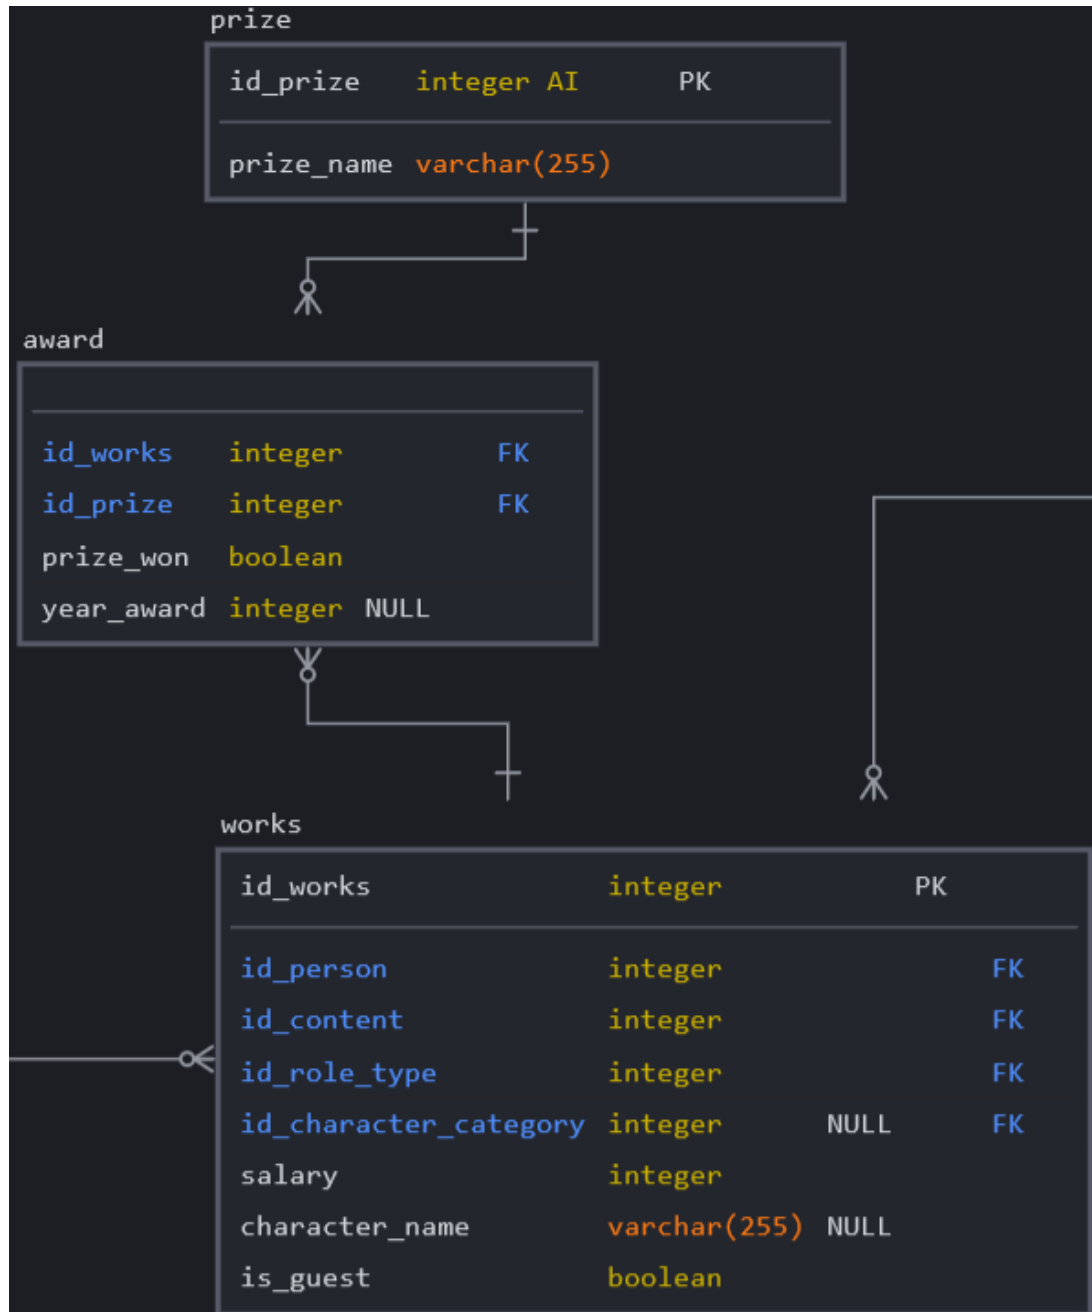 prize
id_prize integer AI PK
prize_name varchar(255)
award
id_works integer FK
id_prize integer FK
prize_won boolean
year_award integer NULL
works
id_works integer PK
id_person integer FK
id_content integer FK
id_role_type integer FK
id_character_category integer NULL FK
salary integer
character_name varchar(255) NULL
is_guest boolean